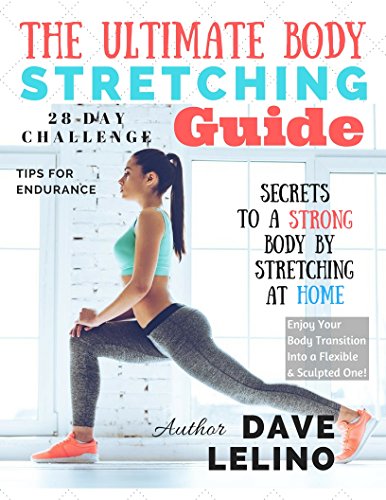 THE ULTIMATE BODY
STRETCHING
28-DAY
CHALLENGE
Guide
TIPS FOR
ENDURANCE
SECRETS
TO A STRONG
BODY BY
STRETCHING
AT HOME
Enjoy Your
Body Transition
Into a Flexible
& Sculpted One!
Author DAVE
LELINO